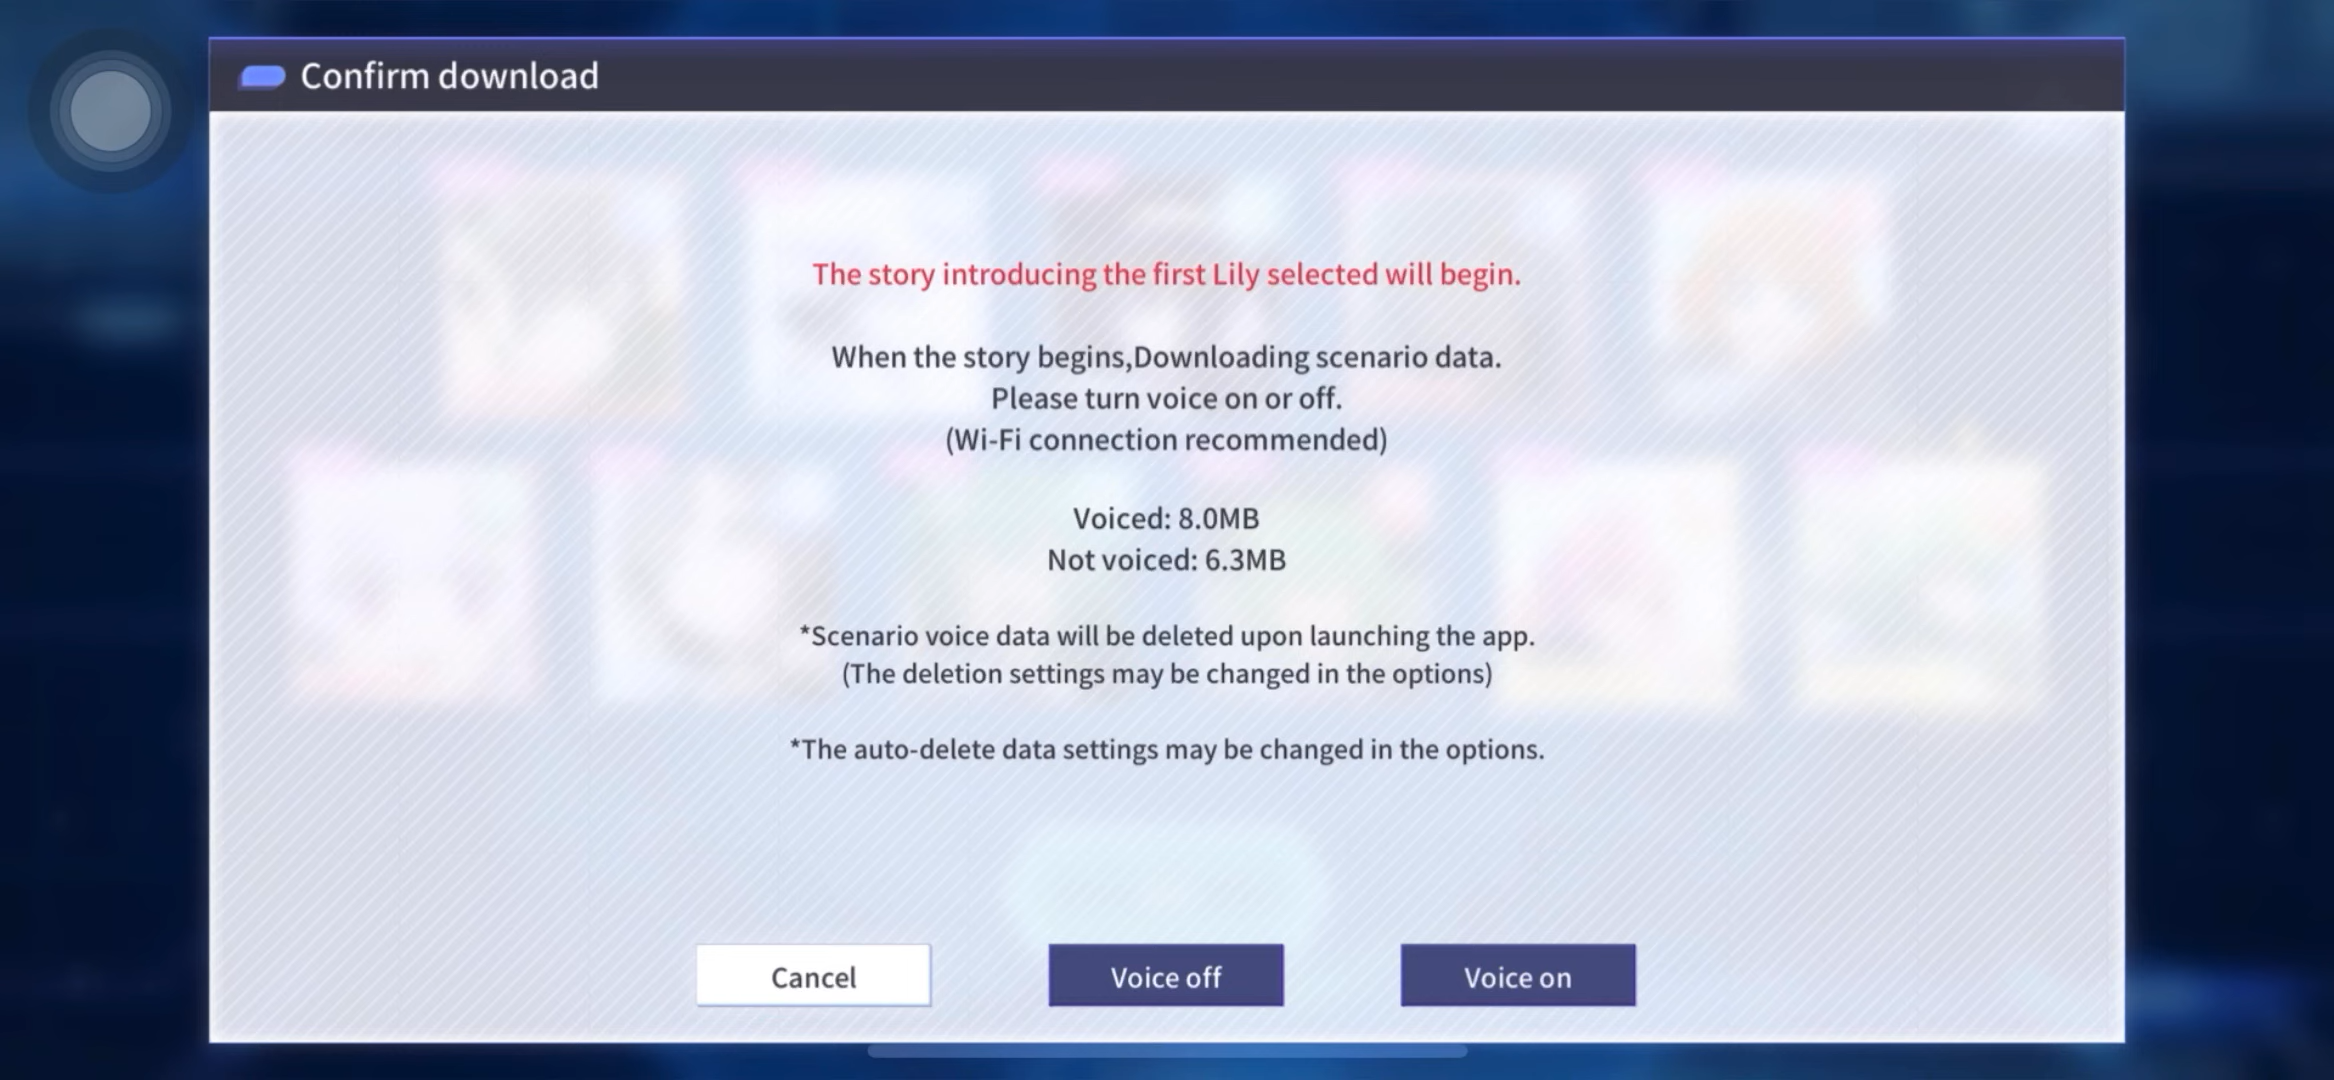 Confirm download
The story introducing the first Lily selected will begin.
When the story begins,Downloading scenario data.
Please turn voice on or off.
(Wi-Fi connection recommended)
Voiced: 8.0MB
Not voiced: 6.3MB
*Scenario voice data will be deleted upon launching the app.
(The deletion settings may be changed in the options)
*The auto-delete data settings may be changed in the options.
Cancel
Voice off
Voice on